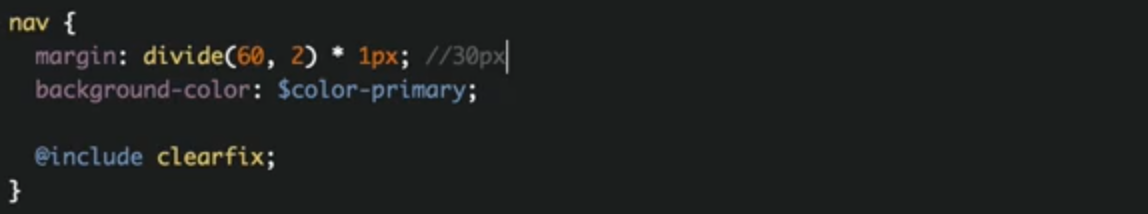 nav {
  margin: divide(60, 2) * 1px; //30px
  background-color: $color-primary;

  @include clearfix;
}